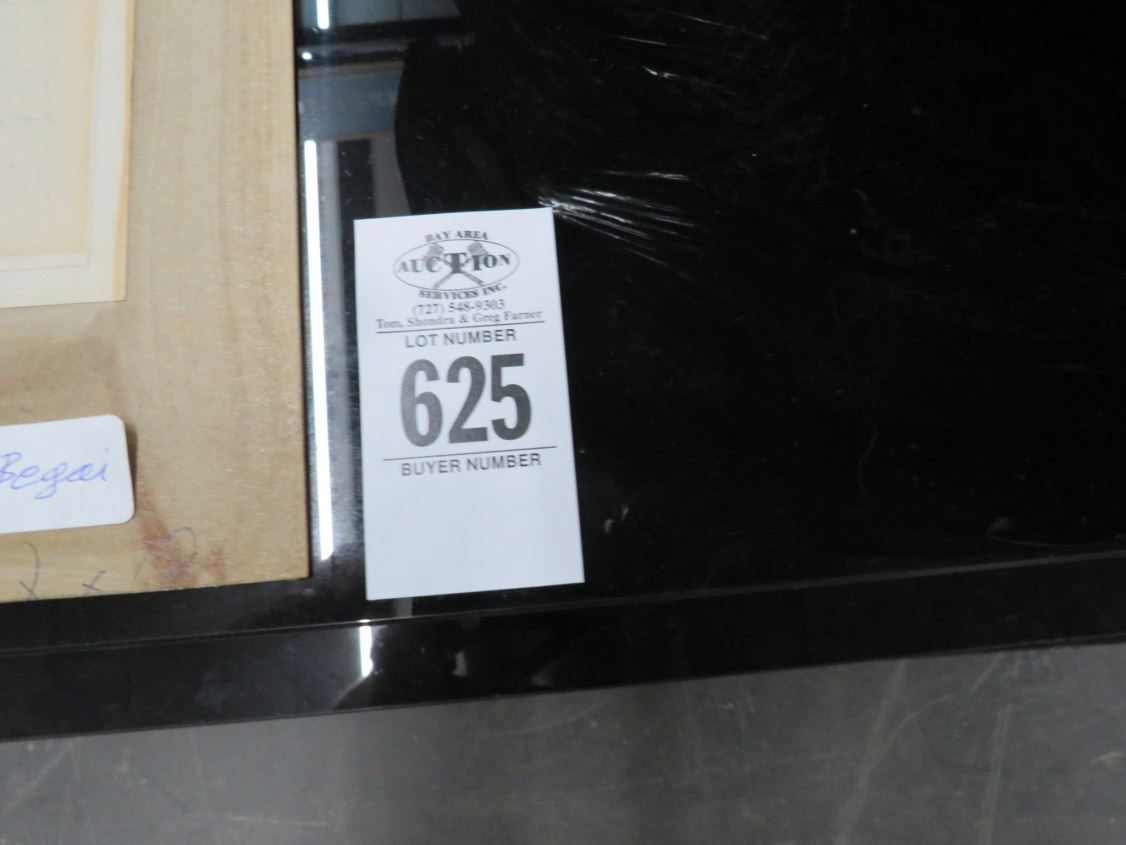 BAY AREA
AUCTION
SERVICES INC.
(727) 548-9303
Tom, Shondra & Greg Farner
LOT NUMBER
625
BUYER NUMBER
Begai